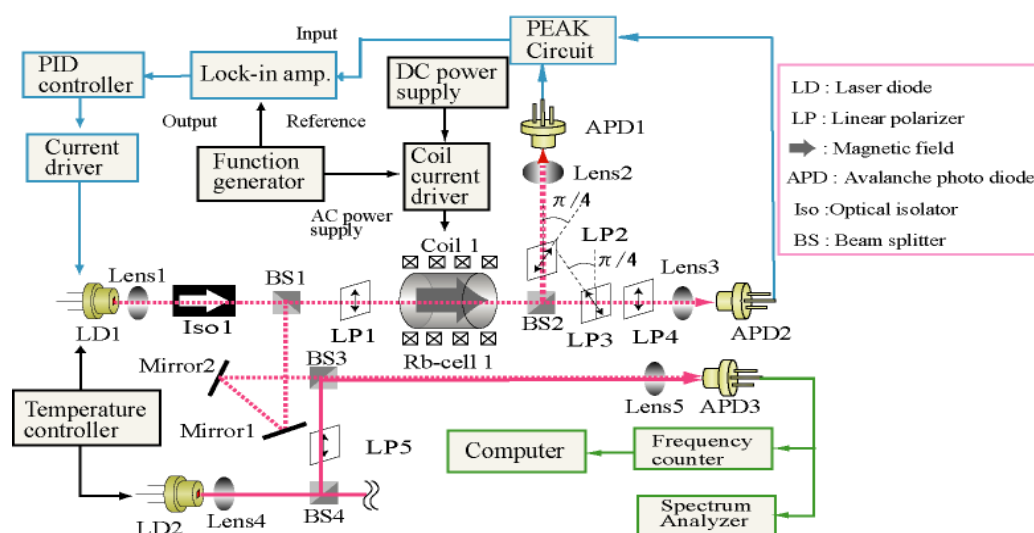 Input
PEAK
Circuit
PID
controller
Lock-in amp.
DC power
supply
Output
Reference
APD1
Current
driver
Function
generator
Coil
current
driver
Lens2
AC power
supply
π/4
Coil 1
LP2
π/4
Lens1
BS1
Lens3
LD1
Iso1
LP1
BS2
LP3
LP4
APD2
Rb-cell 1
Mirror2
BS3
Lens5
APD3
Temperature
controller
Mirror1
LP5
Computer
Frequency
counter
LD2
Lens4
BS4
Spectrum
Analyzer
LD : Laser diode
LP : Linear polarizer
: Magnetic field
APD : Avalanche photo diode
Iso :Optical isolator
BS : Beam splitter